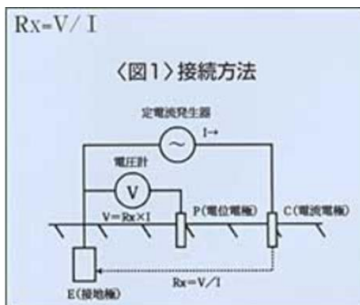 Rx=V/I
〈図1〉接続方法
定電流発生器
I→
～
電圧計
V
P(電位電極)
C(電流電極)
V=Rx×I
Rx=V/I
E(接地極)